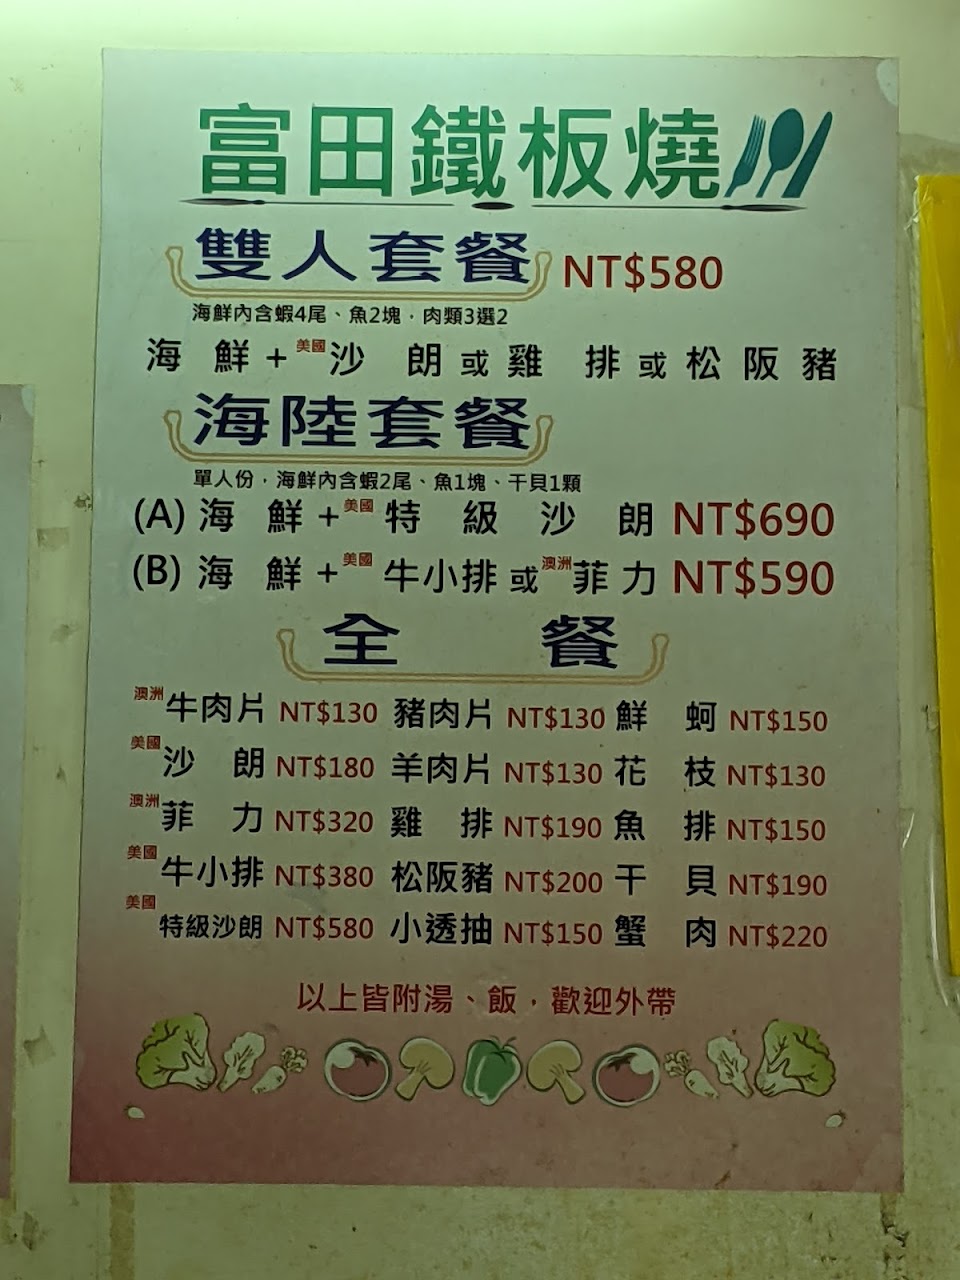 富田鐵板燒
雙人套餐 NT$580
海鮮內含蝦4尾、魚2塊，肉類3選2
海鮮+美國沙朗或雞排或松阪豬
海陸套餐
單人份，海鮮內含蝦2尾、魚1塊、干貝1顆
(A)海鮮+美國特級沙朗 NT$690
(B)海鮮+美國牛小排或澳洲菲力 NT$590
全餐
澳洲牛肉片 NT$130 豬肉片 NT$130 鮮蚵 NT$150
美國沙朗 NT$180 羊肉片 NT$130 花枝 NT$130
澳洲菲力 NT$320 雞排 NT$190 魚排 NT$150
美國牛小排 NT$380 松阪豬 NT$200 干貝 NT$190
美國特級沙朗 NT$580 小透抽 NT$150 蟹肉 NT$220
以上皆附湯、飯，歡迎外帶